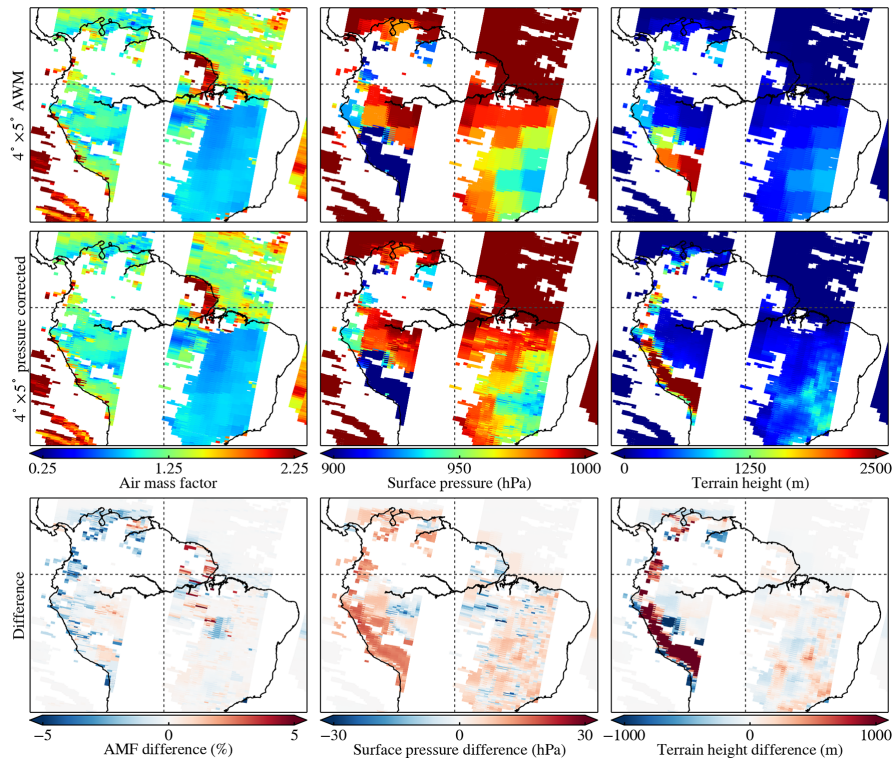 4° ×5° AWM
4° ×5° pressure corrected
0.25 1.25 2.25
Air mass factor
900 950 1000
Surface pressure (hPa)
0 1250 2500
Terrain height (m)
Difference
−5 0 5
AMF difference (%)
−30 0 30
Surface pressure difference (hPa)
−1000 0 1000
Terrain height difference (m)